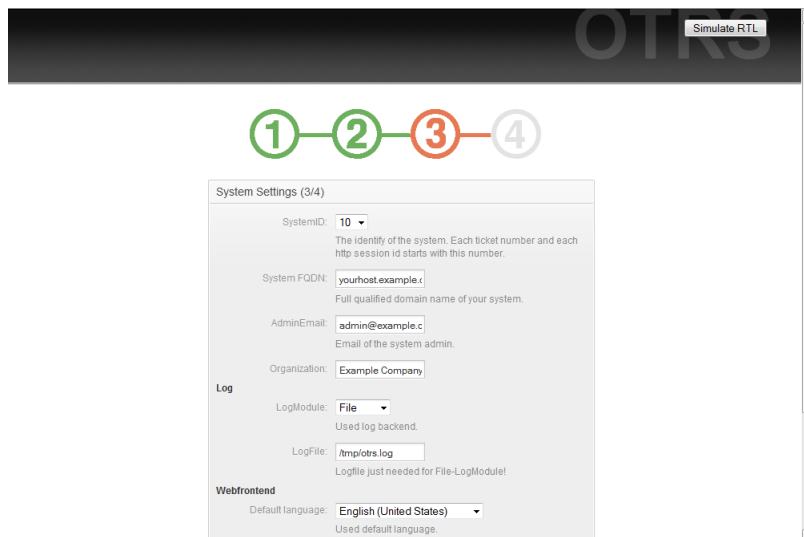 OTRS
Simulate RTL
1 2 3 4
System Settings (3/4)
SystemID: 10
The identify of the system. Each ticket number and each
http session id starts with this number.
System FQDN: yourhost.example.c
Full qualified domain name of your system.
AdminEmail: admin@example.c
Email of the system admin.
Organization: Example Company
Log
LogModule: File
Used log backend.
LogFile: /tmp/otrs.log
Logfile just needed for File-LogModule!
Webfrontend
Default language: English (United States)
Used default language.